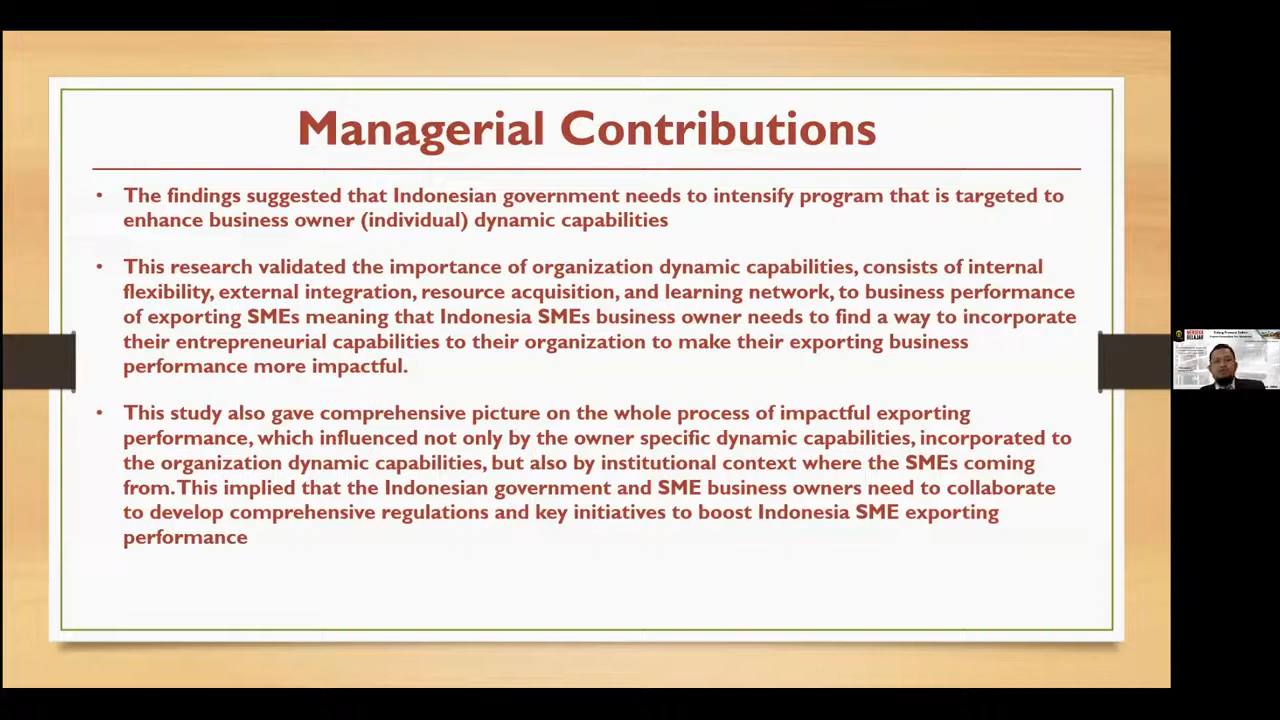 Managerial Contributions
• The findings suggested that Indonesian government needs to intensify program that is targeted to
enhance business owner (individual) dynamic capabilities
• This research validated the importance of organization dynamic capabilities, consists of internal
flexibility, external integration, resource acquisition, and learning network, to business performance
of exporting SMEs meaning that Indonesia SMEs business owner needs to find a way to incorporate
their entrepreneurial capabilities to their organization to make their exporting business
performance more impactful.
• This study also gave comprehensive picture on the whole process of impactful exporting
performance, which influenced not only by the owner specific dynamic capabilities, incorporated to
the organization dynamic capabilities, but also by institutional context where the SMEs coming
from. This implied that the Indonesian government and SME business owners need to collaborate
to develop comprehensive regulations and key initiatives to boost Indonesia SME exporting
performance
MERDEKA
BELAJAR